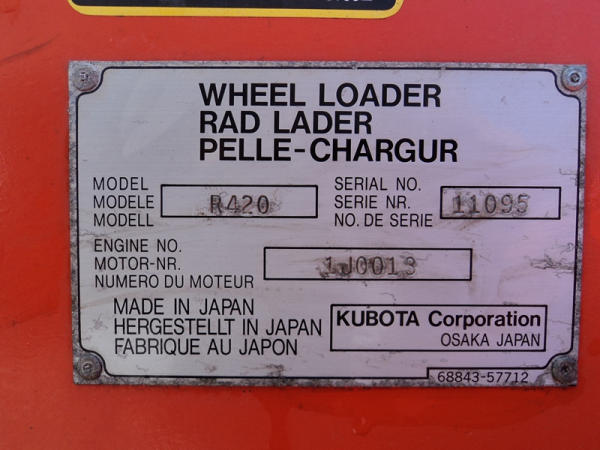 WHEEL LOADER
RAD LADER
PELLE-CHARGUR
MODEL
MODELE
MODELL
R420
SERIAL NO.
SERIE NR.
NO. DE SERIE
11095
ENGINE NO.
MOTOR-NR.
NUMERO DU MOTEUR
1J0013
MADE IN JAPAN
HERGESTELLT IN JAPAN
FABRIQUE AU JAPON
KUBOTA Corporation
OSAKA JAPAN
68843-57712